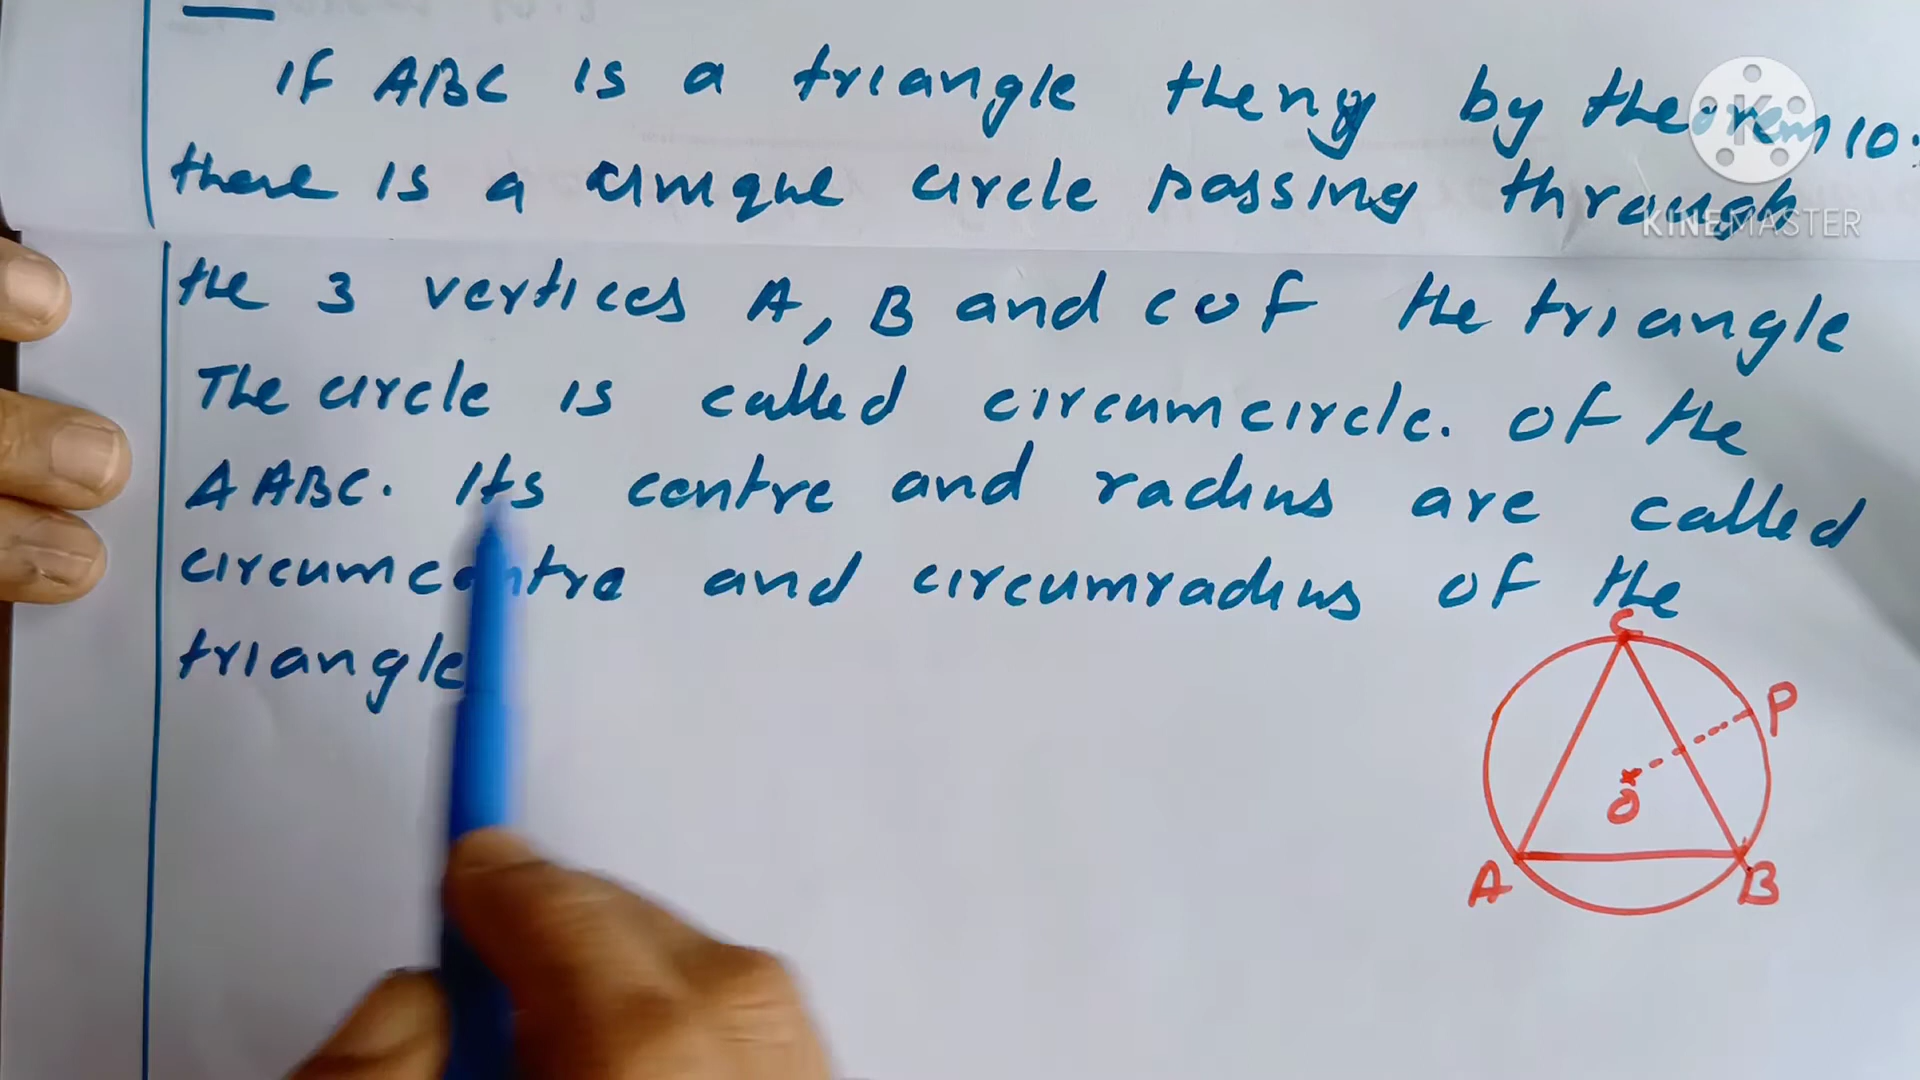 If ABC is a triangle then by theorem 10.
there is a unique circle passing through
the 3 vertices A, B and C of the triangle
The circle is called circumcircle. of the
Δ ABC. Its centre and radius are called
circumcentre and circumradius of the
triangle
C
P
O
A
B
K
KINEMASTER